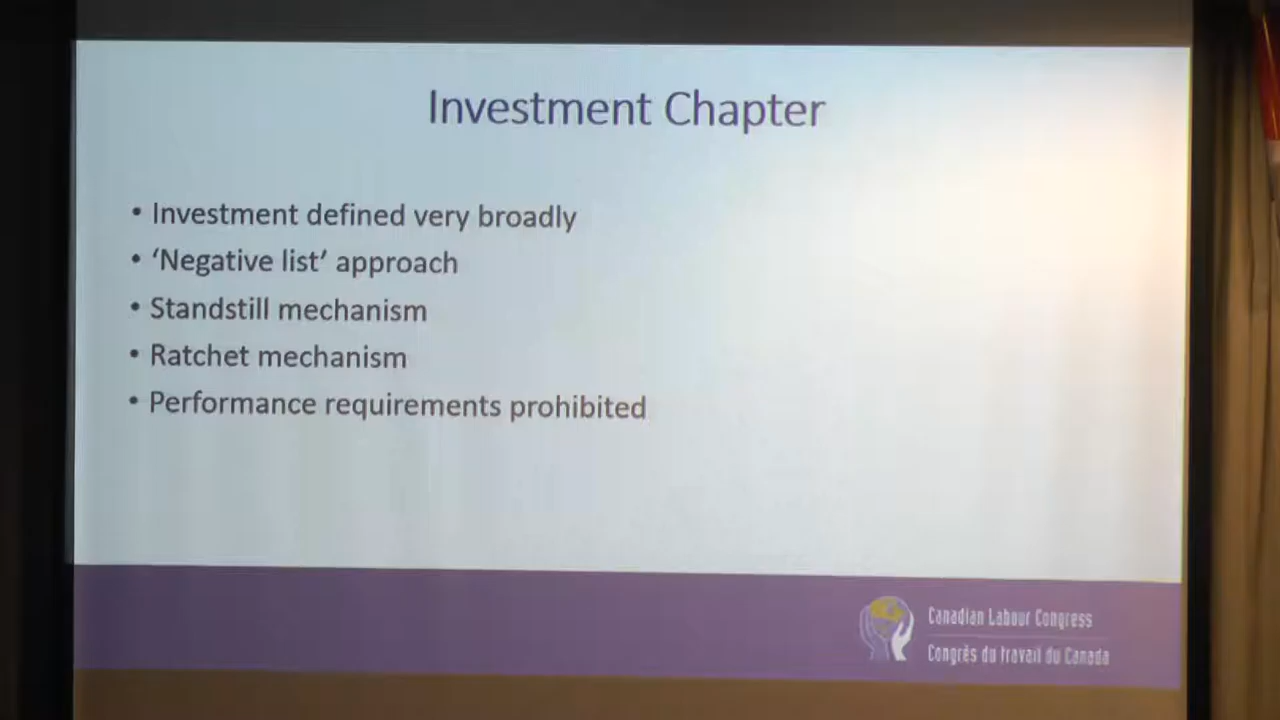 Investment Chapter
• Investment defined very broadly
• ‘Negative list’ approach
• Standstill mechanism
• Ratchet mechanism
• Performance requirements prohibited
Canadian Labour Congress
Congrès du travail du Canada